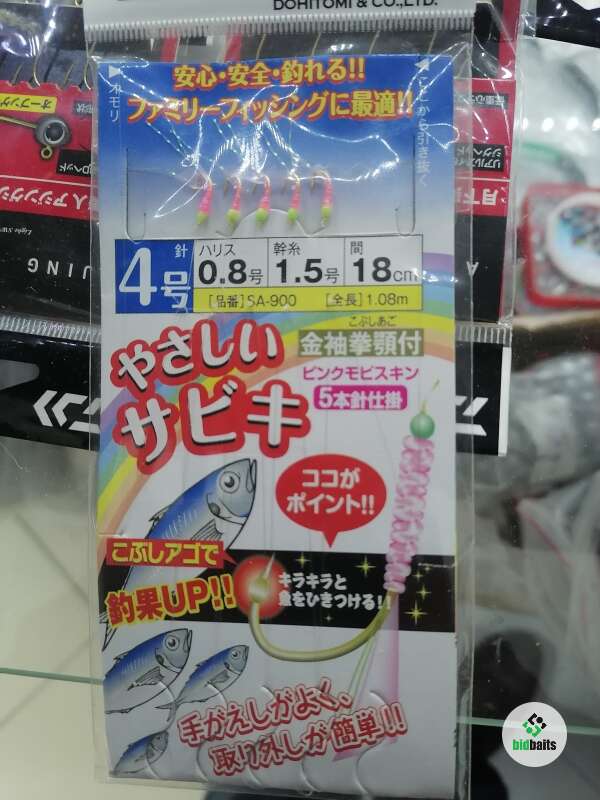 DOHITOMI & CO.,LTD.
安心・安全・釣れる!!
ファミリーフィッシングに最適!!
ここから引き抜く
4号
針
ハリス
0.8号
幹糸
1.5号
間
18cm
[品番]SA-900 [全長]1.08m
やさしい
サビキ
こぶしあご
金袖拳顎付
ピンクモビスキン
5本針仕掛
ココが
ポイント!!
こぶしアゴで
釣果UP!!
キラキラと
魚をひきつける!!
手がえしがよく、
取り外しが簡単!!
bidbaits